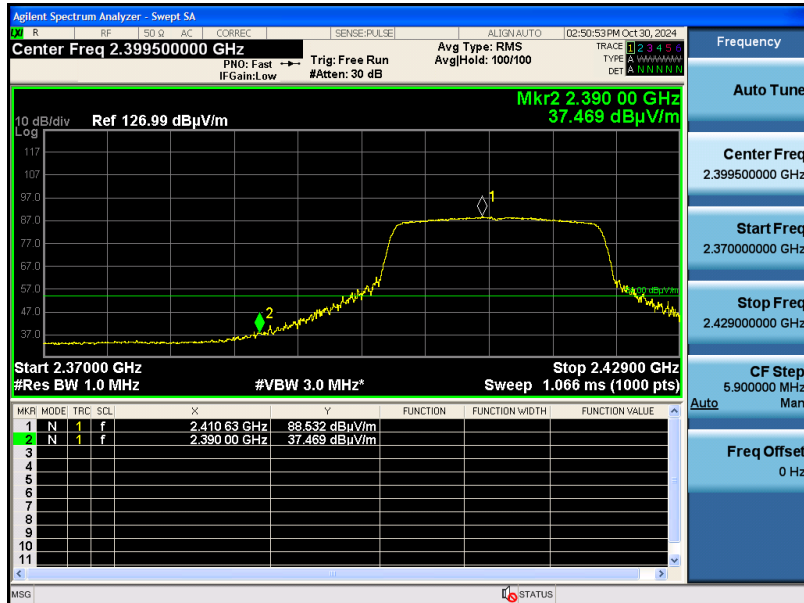 Agilent Spectrum Analyzer - Swept SA
LXI R RF 50 Ω AC CORREC SENSE:PULSE ALIGN AUTO 02:50:53 PM Oct 30, 2024
Center Freq 2.399500000 GHz
PNO: Fast
IFGain:Low
Trig: Free Run
#Atten: 30 dB
Avg Type: RMS
Avg|Hold: 100/100
TRACE 1 2 3 4 5 6
TYPE A WWWWW
DET A N N N N N
Mkr2 2.390 00 GHz
37.469 dBµV/m
10 dB/div Ref 126.99 dBµV/m
Log
117
107
97.0
87.0
77.0
67.0
57.0
47.0
37.0
1
2
Start 2.37000 GHz Stop 2.42900 GHz
#Res BW 1.0 MHz #VBW 3.0 MHz* Sweep 1.066 ms (1000 pts)
MKR MODE TRC SCL X Y FUNCTION FUNCTION WIDTH FUNCTION VALUE
1 N 1 f 2.410 63 GHz 88.532 dBµV/m
2 N 1 f 2.390 00 GHz 37.469 dBµV/m
3
4
5
6
7
8
9
10
11
MSG STATUS
Frequency
Auto Tune
Center Freq
2.399500000 GHz
Start Freq
2.370000000 GHz
Stop Freq
2.429000000 GHz
CF Step
5.900000 MHz
Auto Man
Freq Offset
0 Hz